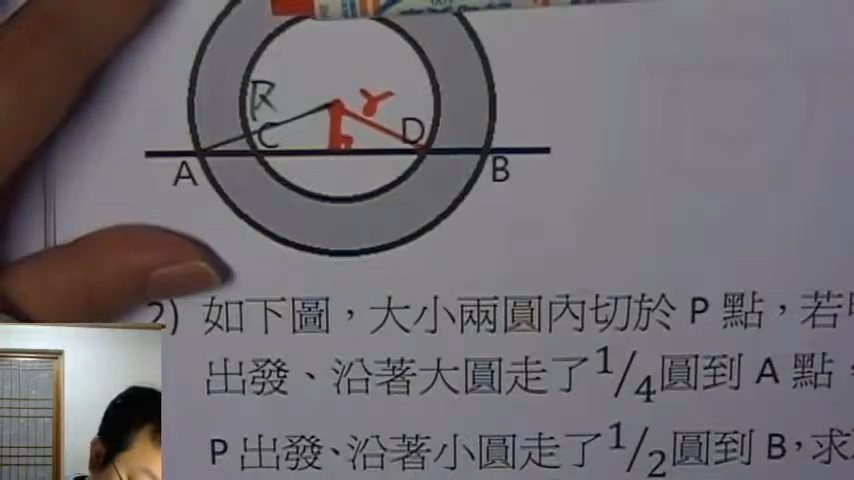 R
r
C
D
A
B
2) 如下圖，大小兩圓內切於 P 點，若
出發、沿著大圓走了 1/4 圓到 A 點，
P 出發、沿著小圓走了 1/2 圓到 B，求